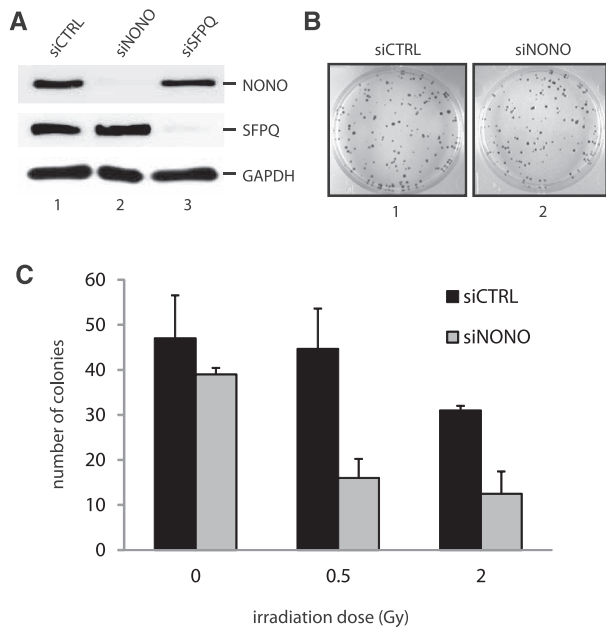 A
siCTRL
siNONO
siSFPQ
NONO
SFPQ
GAPDH
1 2 3
B
siCTRL siNONO
1 2
C
60
50
40
30
20
10
0
number of colonies
siCTRL
siNONO
0 0.5 2
irradiation dose (Gy)